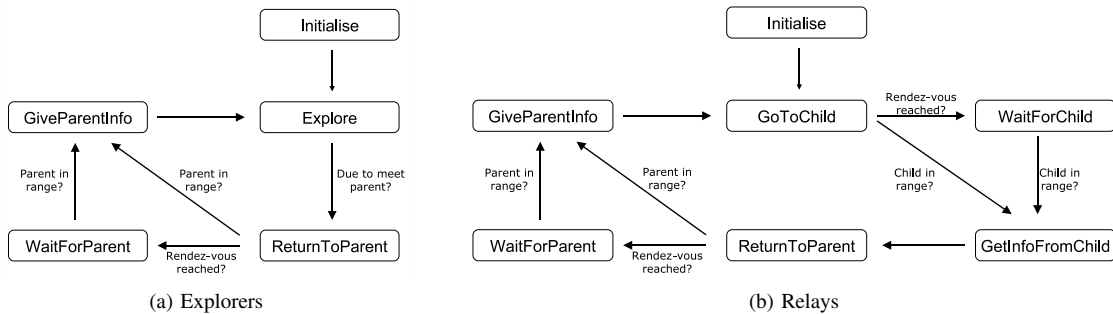 Initialise
GiveParentInfo
Explore
Parent in
range?
Parent in
range?
Due to meet
parent?
WaitForParent
Rendez-vous
reached?
ReturnToParent
(a) Explorers
Initialise
GiveParentInfo
GoToChild
Rendez-vous
reached?
WaitForChild
Parent in
range?
Parent in
range?
Child in
range?
Child in
range?
WaitForParent
Rendez-vous
reached?
ReturnToParent
GetInfoFromChild
(b) Relays